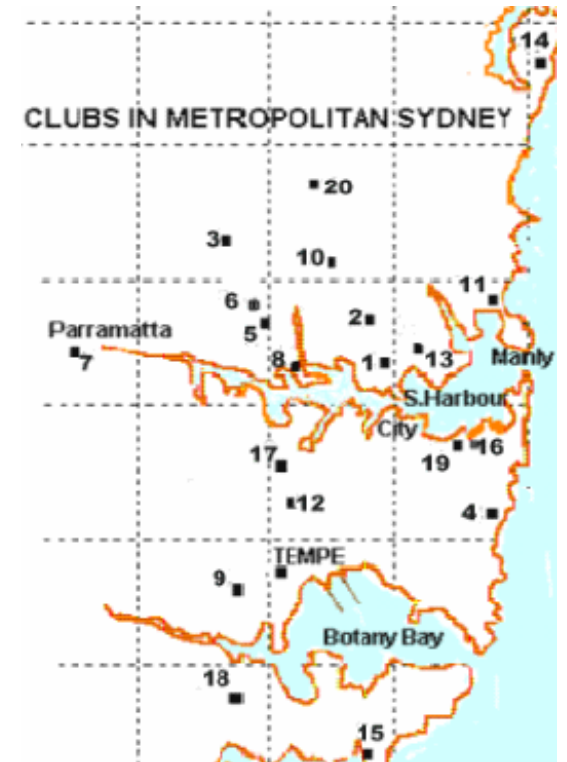 14
CLUBS IN METROPOLITAN SYDNEY
20
3
10
11
6
2
5
Parramatta
7
8
1
13
Manly
S.Harbour
City
17
19
16
12
4
TEMPE
9
Botany Bay
18
15